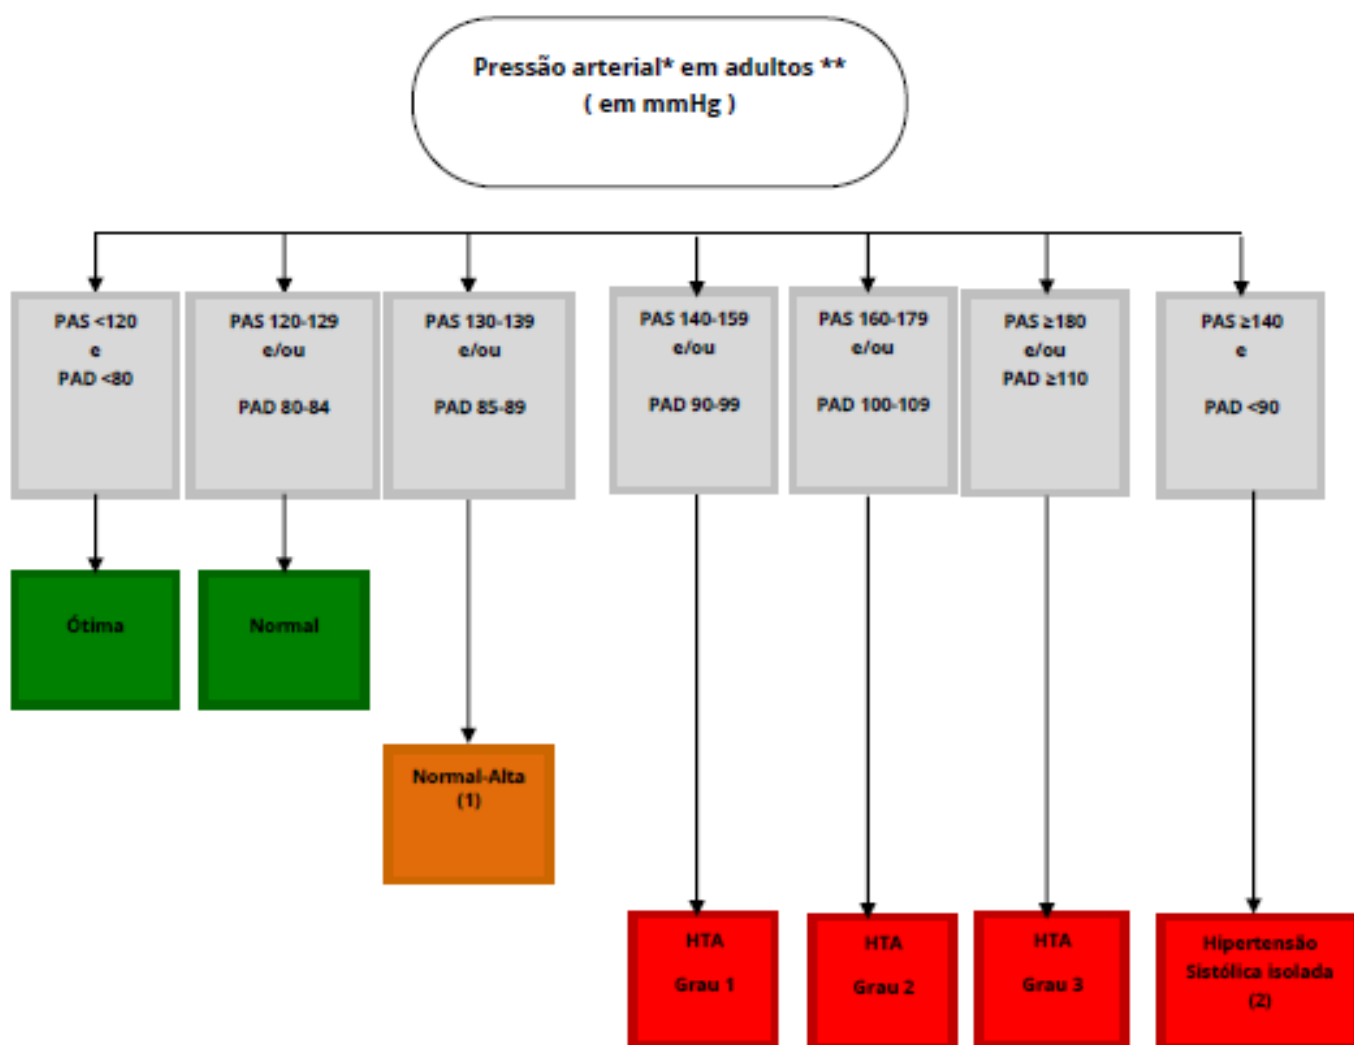 Pressão arterial* em adultos **
( em mmHg )
PAS <120
e
PAD <80
PAS 120-129
e/ou
PAD 80-84
PAS 130-139
e/ou
PAD 85-89
PAS 140-159
e/ou
PAD 90-99
PAS 160-179
e/ou
PAD 100-109
PAS ≥180
e/ou
PAD ≥110
PAS ≥140
e
PAD <90
Ótima
Normal
Normal-Alta
(1)
HTA
Grau 1
HTA
Grau 2
HTA
Grau 3
Hipertensão
Sistólica isolada
(2)